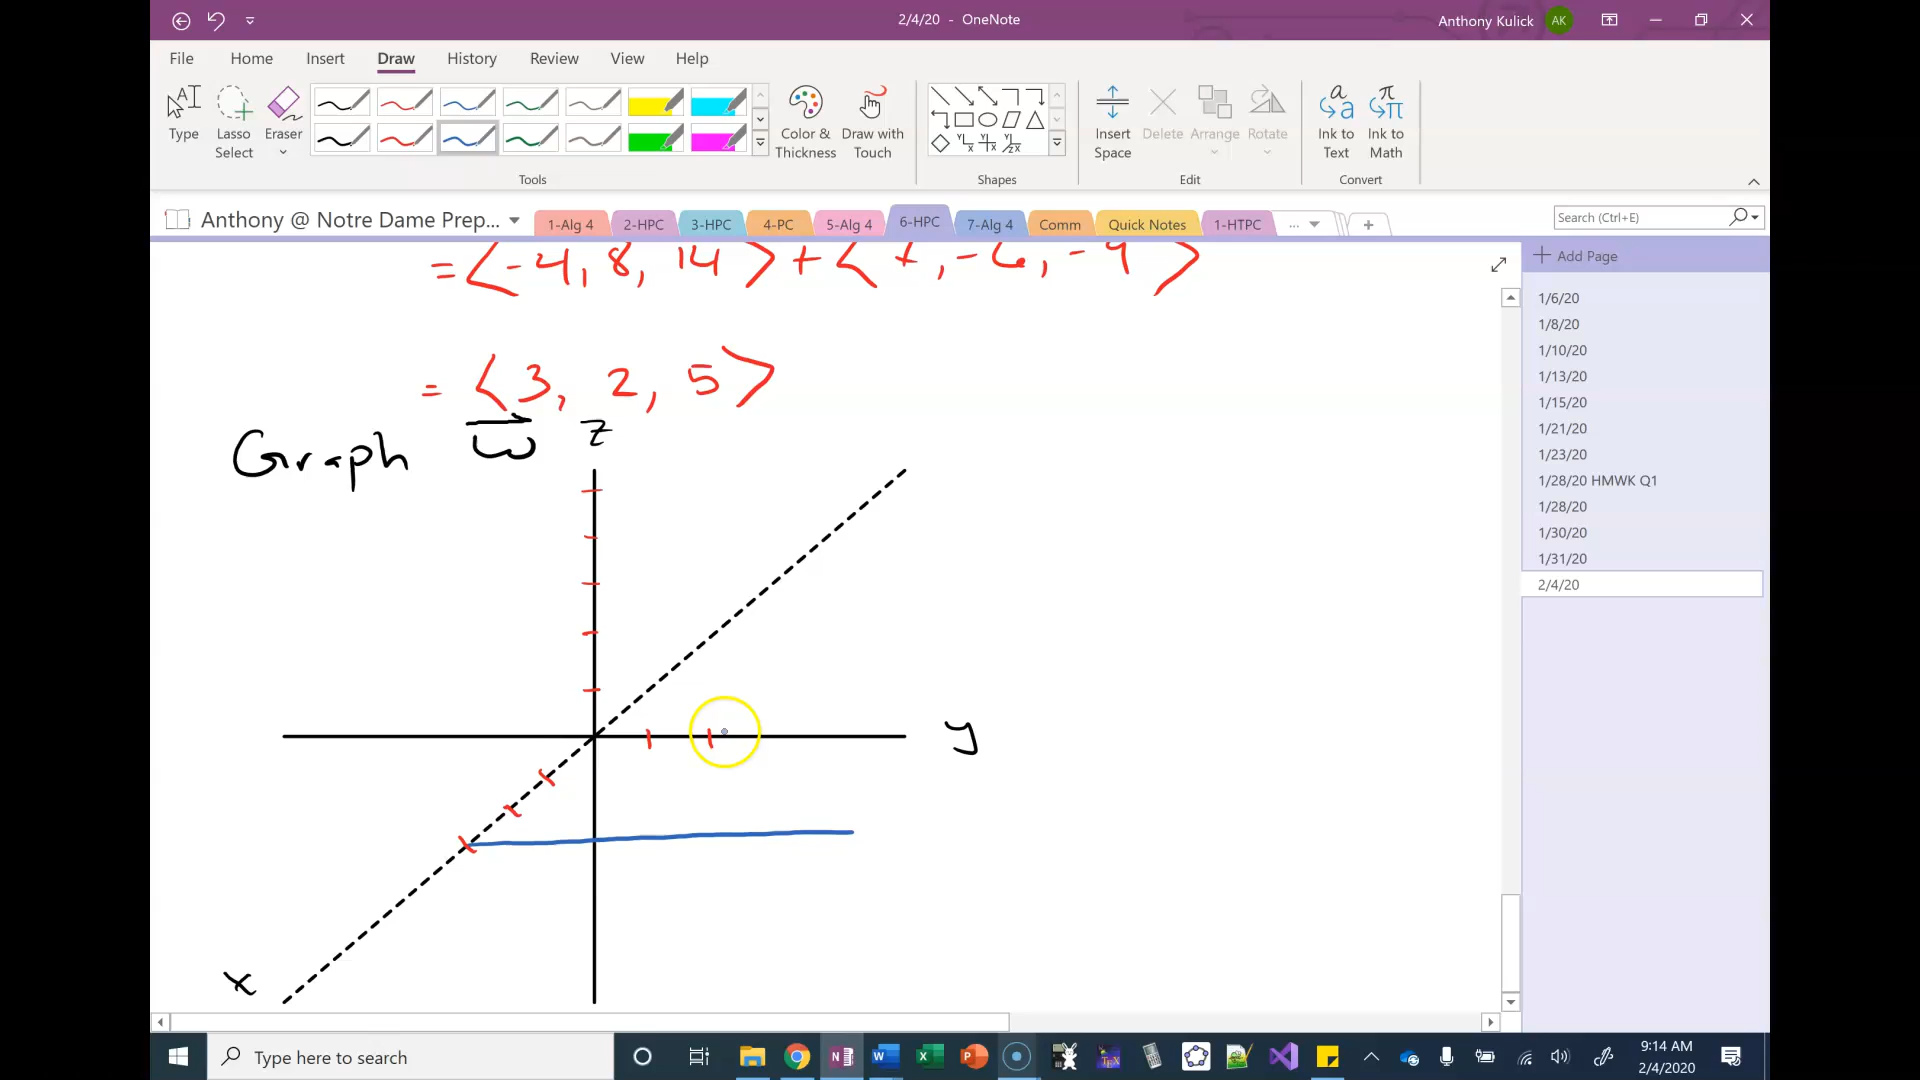 2/4/20 - OneNote
Anthony Kulick AK
File Home Insert Draw History Review View Help
Type
Lasso Select
Eraser
Color & Thickness
Draw with Touch
Insert Space
Delete
Arrange
Rotate
Ink to Text
Ink to Math
Tools Shapes Edit Convert
Anthony @ Notre Dame Prep...
1-Alg 4 2-HPC 3-HPC 4-PC 5-Alg 4 6-HPC 7-Alg 4 Comm Quick Notes 1-HTPC ...
Search (Ctrl+E)
Add Page
1/6/20
1/8/20
1/10/20
1/13/20
1/15/20
1/21/20
1/23/20
1/28/20 HMWK Q1
1/28/20
1/30/20
1/31/20
2/4/20
= ⟨-4, 8, 14⟩ + ⟨ , -6, -9⟩
= ⟨3, 2, 5⟩
Graph w z
y
x
Type here to search
9:14 AM
2/4/2020